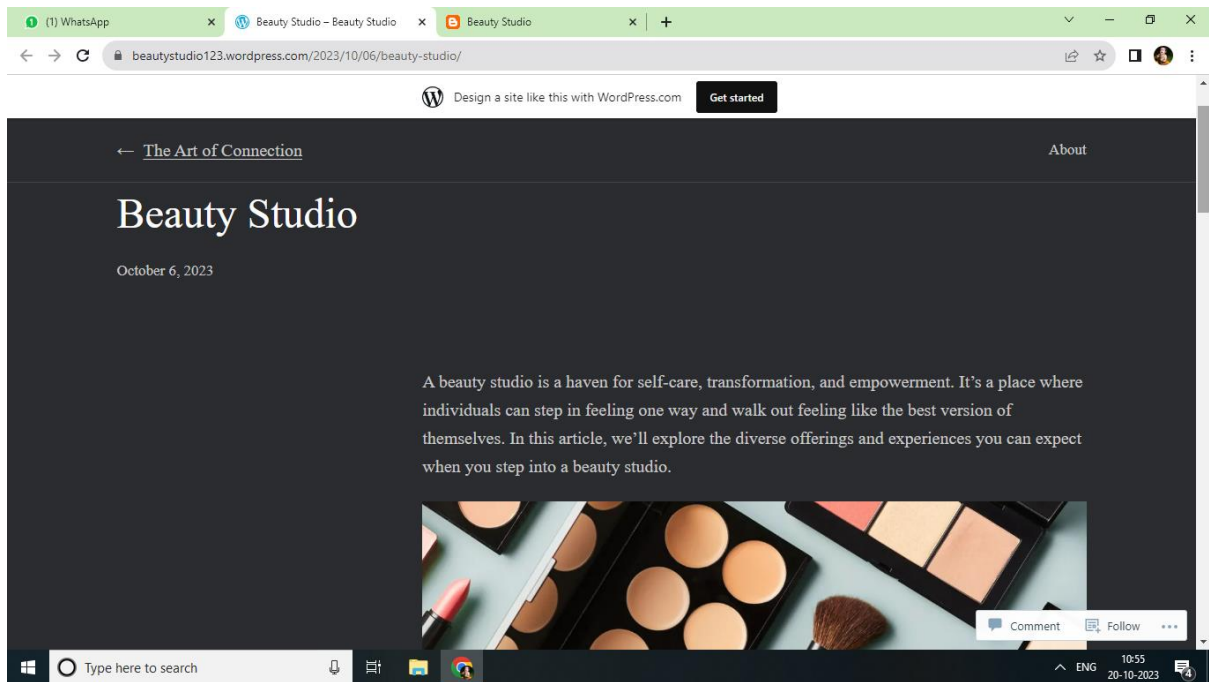 (1) WhatsApp
Beauty Studio – Beauty Studio
Beauty Studio
beautystudio123.wordpress.com/2023/10/06/beauty-studio/
Design a site like this with WordPress.com
Get started
← The Art of Connection
About
Beauty Studio
October 6, 2023
A beauty studio is a haven for self-care, transformation, and empowerment. It’s a place where
individuals can step in feeling one way and walk out feeling like the best version of
themselves. In this article, we’ll explore the diverse offerings and experiences you can expect
when you step into a beauty studio.
Comment
Follow
Type here to search
ENG
10:55
20-10-2023
4